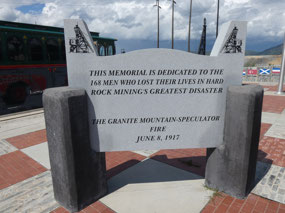 THIS MEMORIAL IS DEDICATED TO THE
168 MEN WHO LOST THEIR LIVES IN HARD
ROCK MINING'S GREATEST DISASTER
THE GRANITE MOUNTAIN-SPECULATOR
FIRE
JUNE 8, 1917